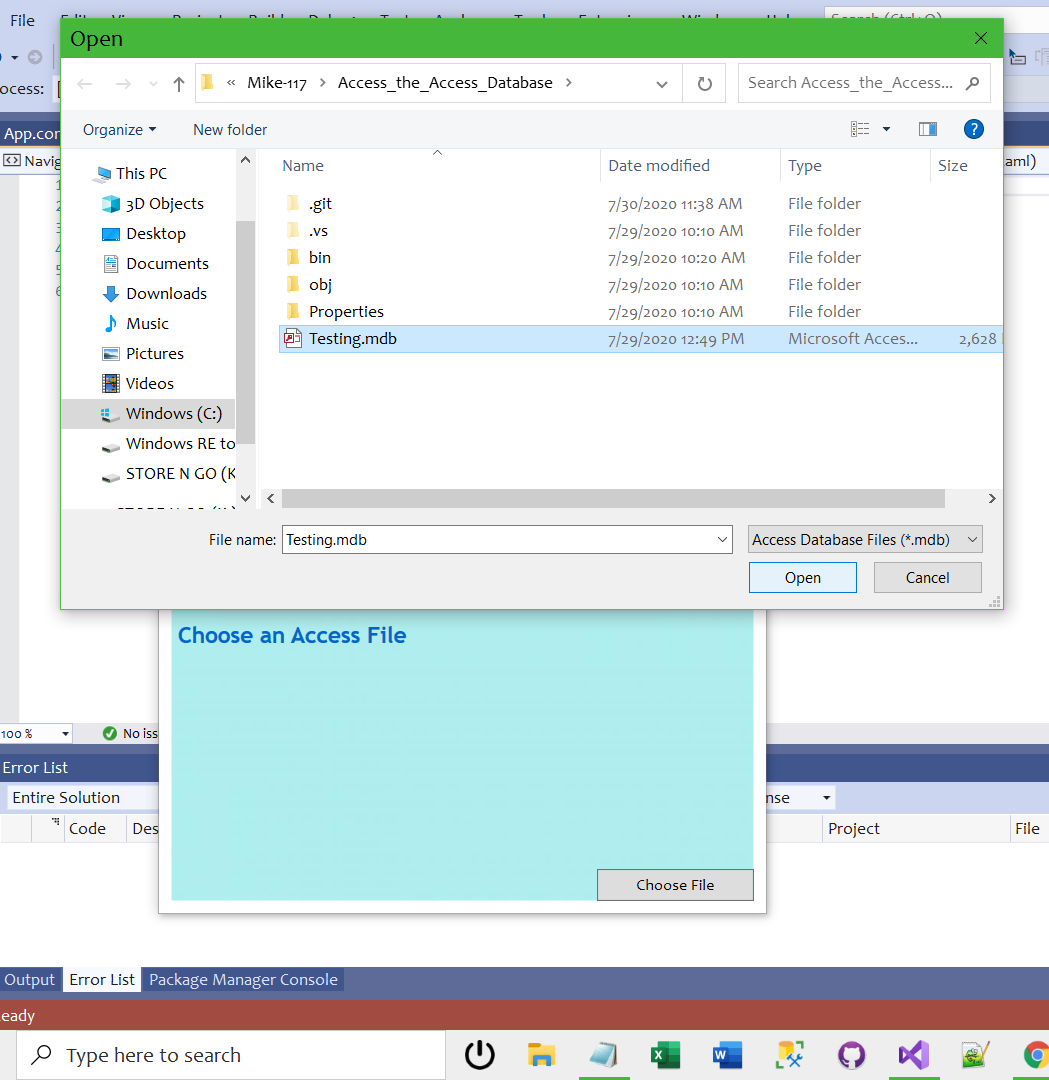 File
Open
ocess:
« Mike-117 > Access_the_Access_Database >
Search Access_the_Access...
Organize
New folder
?
App.con
Navig
aml)
Name
Date modified
Type
Size
This PC
3D Objects
Desktop
Documents
Downloads
Music
Pictures
Videos
Windows (C:)
Windows RE to
STORE N GO (K
.git 7/30/2020 11:38 AM File folder
.vs 7/29/2020 10:10 AM File folder
bin 7/29/2020 10:20 AM File folder
obj 7/29/2020 10:10 AM File folder
Properties 7/29/2020 10:10 AM File folder
Testing.mdb 7/29/2020 12:49 PM Microsoft Acces... 2,628
File name: Testing.mdb
Access Database Files (*.mdb)
Open
Cancel
Choose an Access File
100 %
No iss
Error List
Entire Solution
nse
Code
Des
Project
File
Choose File
Output
Error List
Package Manager Console
eady
Type here to search